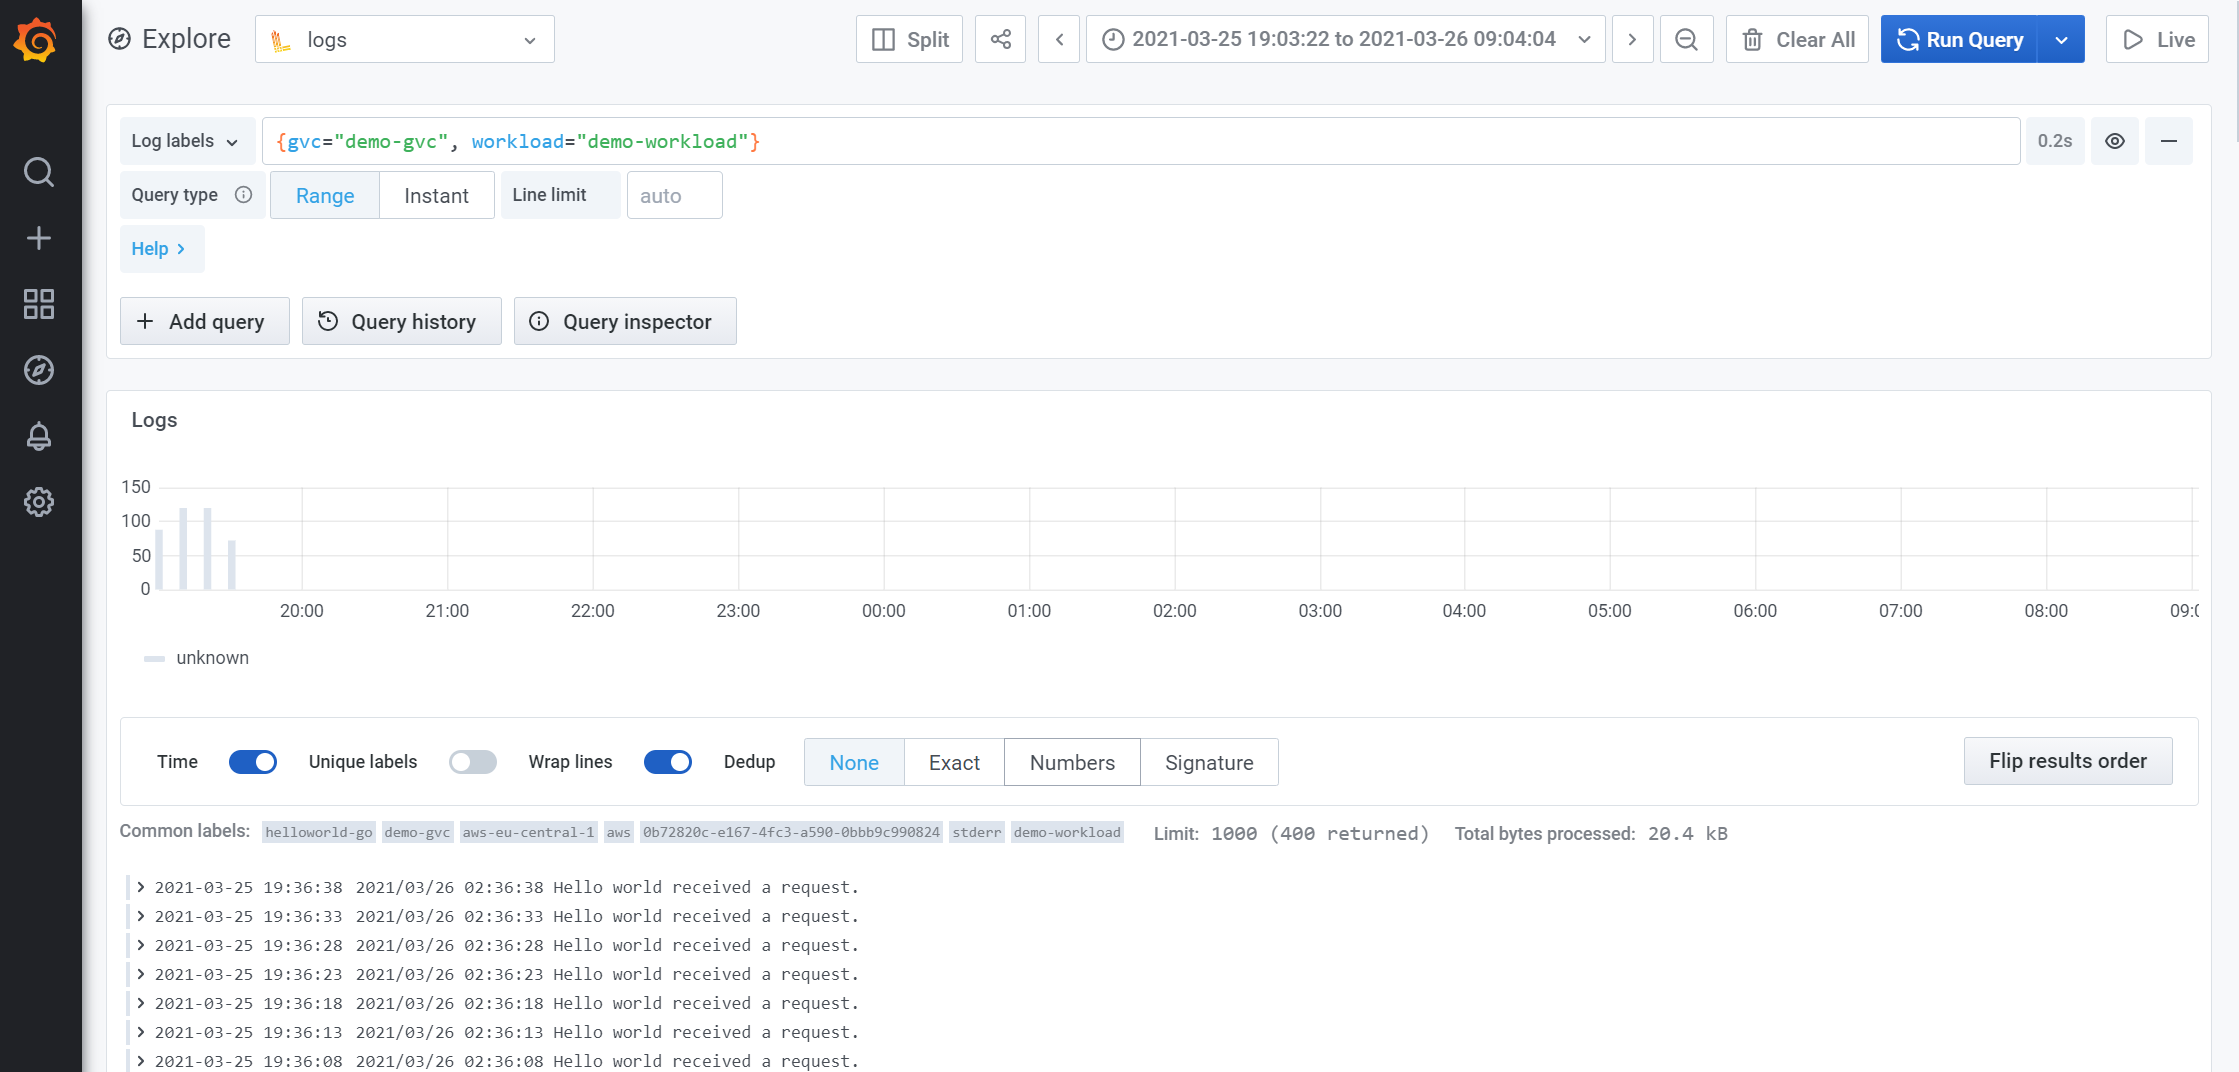 Explore logs Split 2021-03-25 19:03:22 to 2021-03-26 09:04:04 Clear All Run Query Live
Log labels {gvc="demo-gvc", workload="demo-workload"} 0.2s
Query type Range Instant Line limit auto
Help
Add query Query history Query inspector
Logs
150
100
50
0
20:00 21:00 22:00 23:00 00:00 01:00 02:00 03:00 04:00 05:00 06:00 07:00 08:00
unknown
Time Unique labels Wrap lines Dedup None Exact Numbers Signature Flip results order
Common labels: helloworld-go demo-gvc aws-eu-central-1 aws 0b72820c-e167-4fc3-a590-0bbb9c990824 stderr demo-workload Limit: 1000 (400 returned) Total bytes processed: 20.4 kB
2021-03-25 19:36:38 2021/03/26 02:36:38 Hello world received a request.
2021-03-25 19:36:33 2021/03/26 02:36:33 Hello world received a request.
2021-03-25 19:36:28 2021/03/26 02:36:28 Hello world received a request.
2021-03-25 19:36:23 2021/03/26 02:36:23 Hello world received a request.
2021-03-25 19:36:18 2021/03/26 02:36:18 Hello world received a request.
2021-03-25 19:36:13 2021/03/26 02:36:13 Hello world received a request.
2021-03-25 19:36:08 2021/03/26 02:36:08 Hello world received a request.